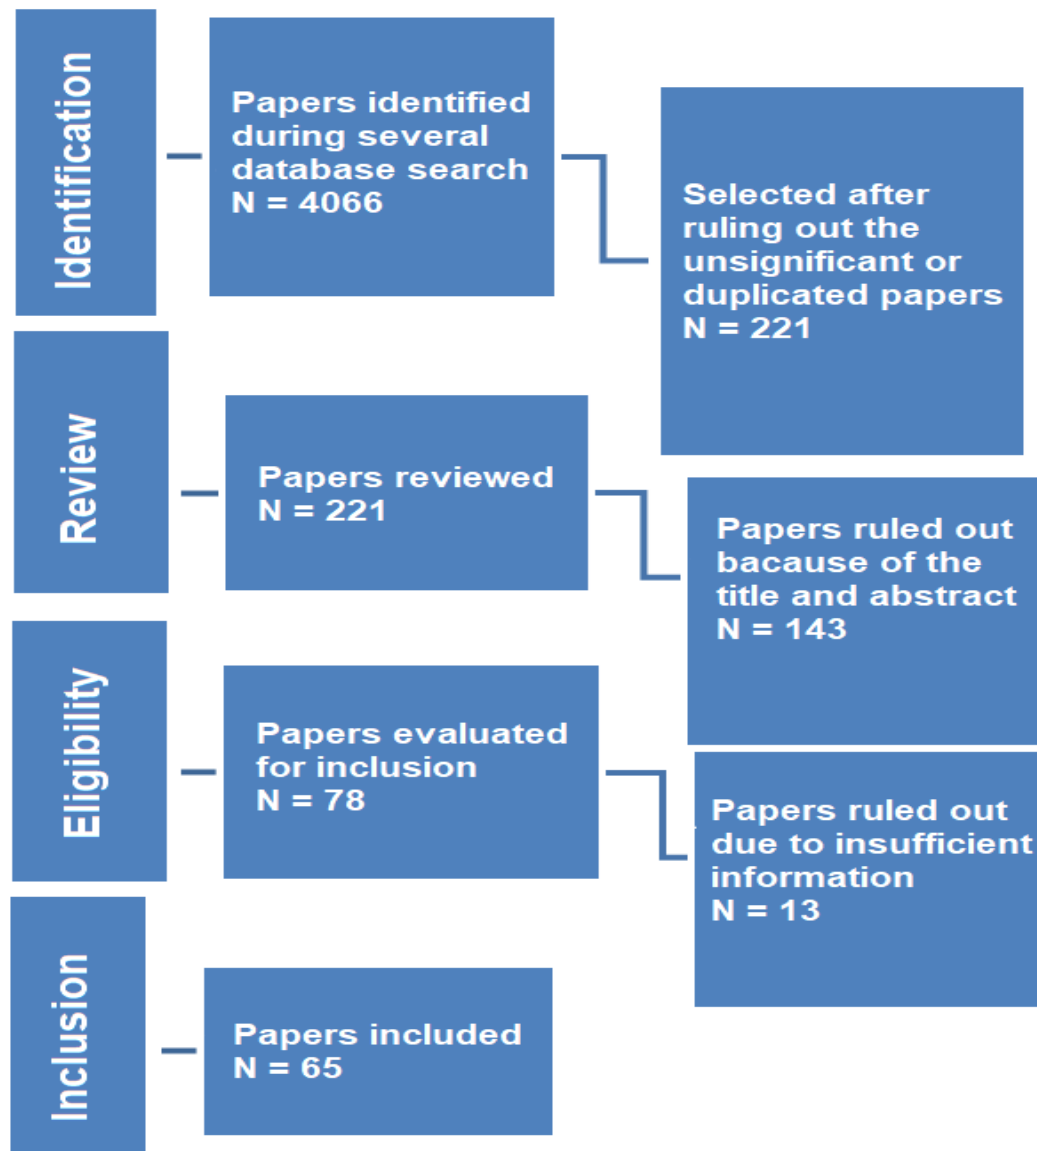 Identification
Papers identified
during several
database search
N = 4066
Selected after
ruling out the
unsignificant or
duplicated papers
N = 221
Review
Papers reviewed
N = 221
Papers ruled out
bacause of the
title and abstract
N = 143
Eligibility
Papers evaluated
for inclusion
N = 78
Papers ruled out
due to insufficient
information
N = 13
Inclusion
Papers included
N = 65